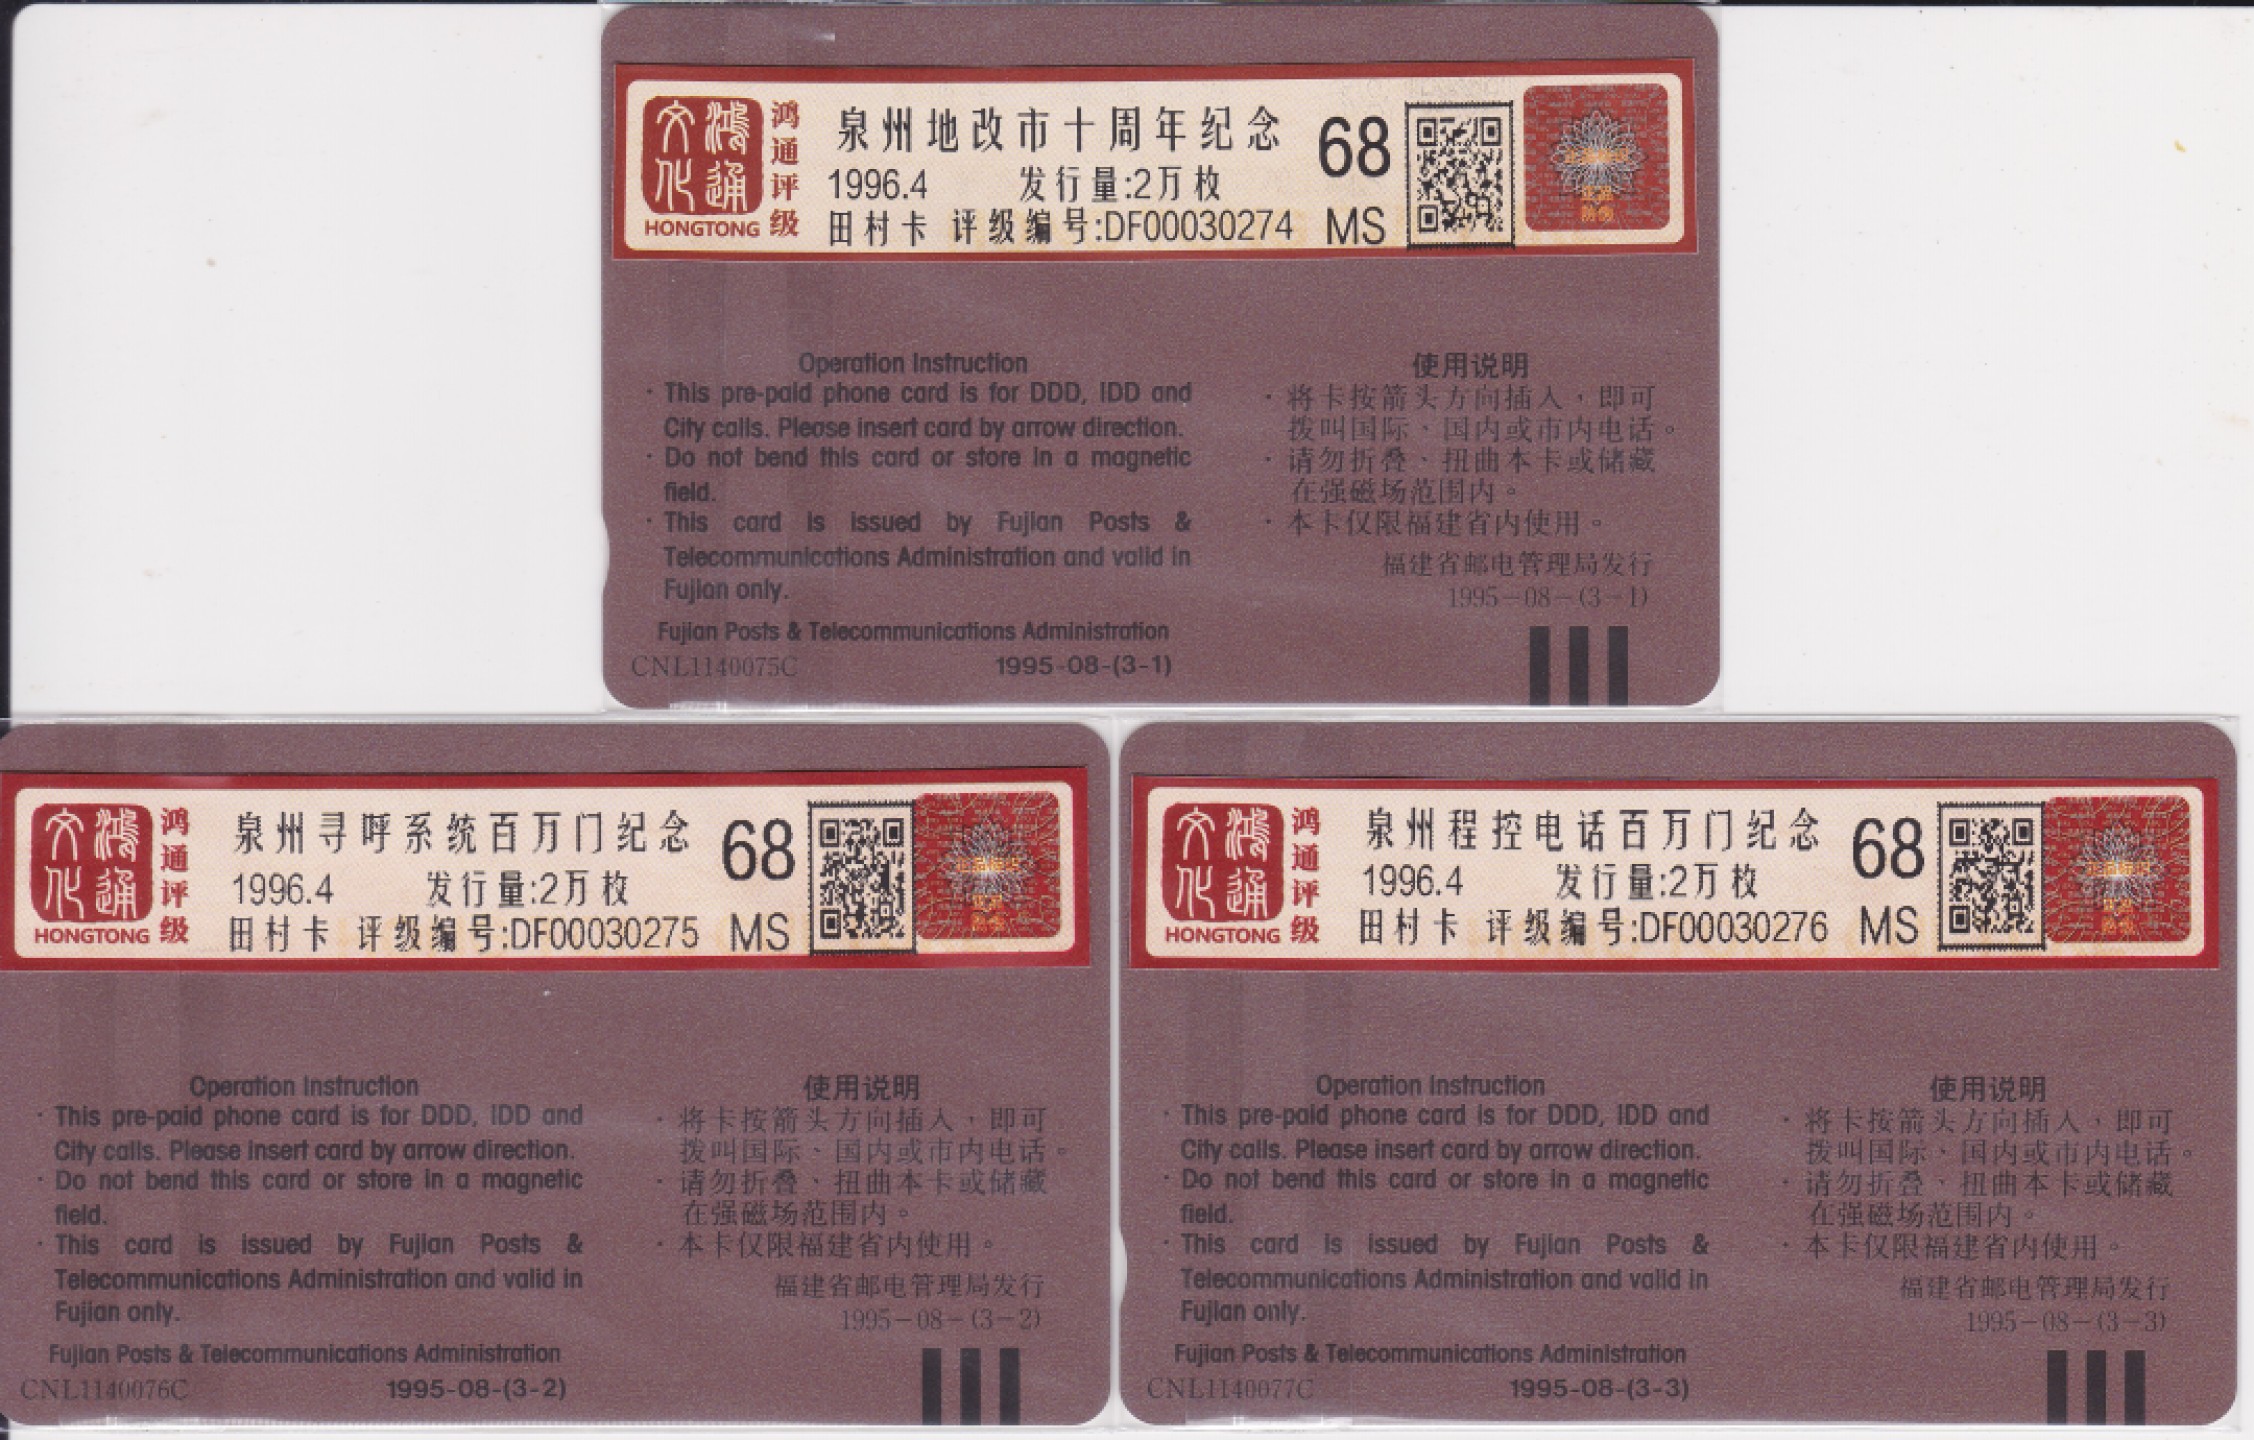 鸿通文化
HONGTONG
鸿通评级
泉州地改市十周年纪念
1996.4 发行量:2万枚
田村卡 评级编号:DF00030274
68
MS
Operation Instruction
· This pre-paid phone card is for DDD, IDD and
City calls. Please insert card by arrow direction.
· Do not bend this card or store in a magnetic
field.
· This card is issued by Fujian Posts &
Telecommunications Administration and valid in
Fujian only.
Fujian Posts & Telecommunications Administration
CNL1140075C 1995-08-(3-1)
使用说明
· 将卡按箭头方向插入，即可
拨叫国际、国内或市内电话。
· 请勿折叠、扭曲本卡或储藏
在强磁场范围内。
· 本卡仅限福建省内使用。
福建省邮电管理局发行
1995-08-(3-1)
鸿通文化
HONGTONG
鸿通评级
泉州寻呼系统百万门纪念
1996.4 发行量:2万枚
田村卡 评级编号:DF00030275
68
MS
Operation Instruction
· This pre-paid phone card is for DDD, IDD and
City calls. Please insert card by arrow direction.
· Do not bend this card or store in a magnetic
field.
· This card is issued by Fujian Posts &
Telecommunications Administration and valid in
Fujian only.
Fujian Posts & Telecommunications Administration
CNL1140076C 1995-08-(3-2)
使用说明
· 将卡按箭头方向插入，即可
拨叫国际、国内或市内电话。
· 请勿折叠、扭曲本卡或储藏
在强磁场范围内。
· 本卡仅限福建省内使用。
福建省邮电管理局发行
1995-08-(3-2)
鸿通文化
HONGTONG
鸿通评级
泉州程控电话百万门纪念
1996.4 发行量:2万枚
田村卡 评级编号:DF00030276
68
MS
Operation Instruction
· This pre-paid phone card is for DDD, IDD and
City calls. Please insert card by arrow direction.
· Do not bend this card or store in a magnetic
field.
· This card is issued by Fujian Posts &
Telecommunications Administration and valid in
Fujian only.
Fujian Posts & Telecommunications Administration
CNL1140077C 1995-08-(3-3)
使用说明
· 将卡按箭头方向插入，即可
拨叫国际、国内或市内电话。
· 请勿折叠、扭曲本卡或储藏
在强磁场范围内。
· 本卡仅限福建省内使用。
福建省邮电管理局发行
1995-08-(3-3)